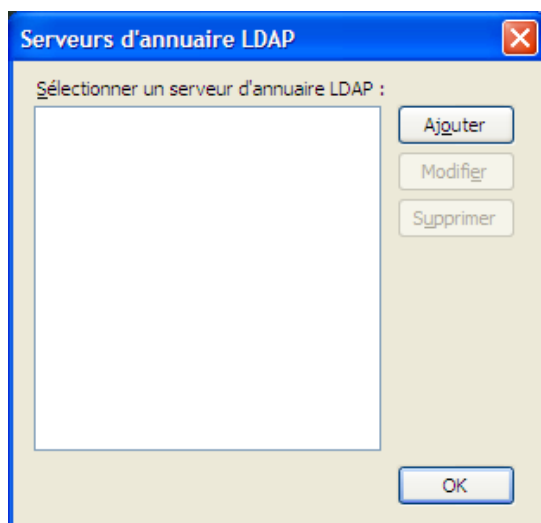 Serveurs d'annuaire LDAP
Sélectionner un serveur d'annuaire LDAP :
Ajouter
Modifier
Supprimer
OK